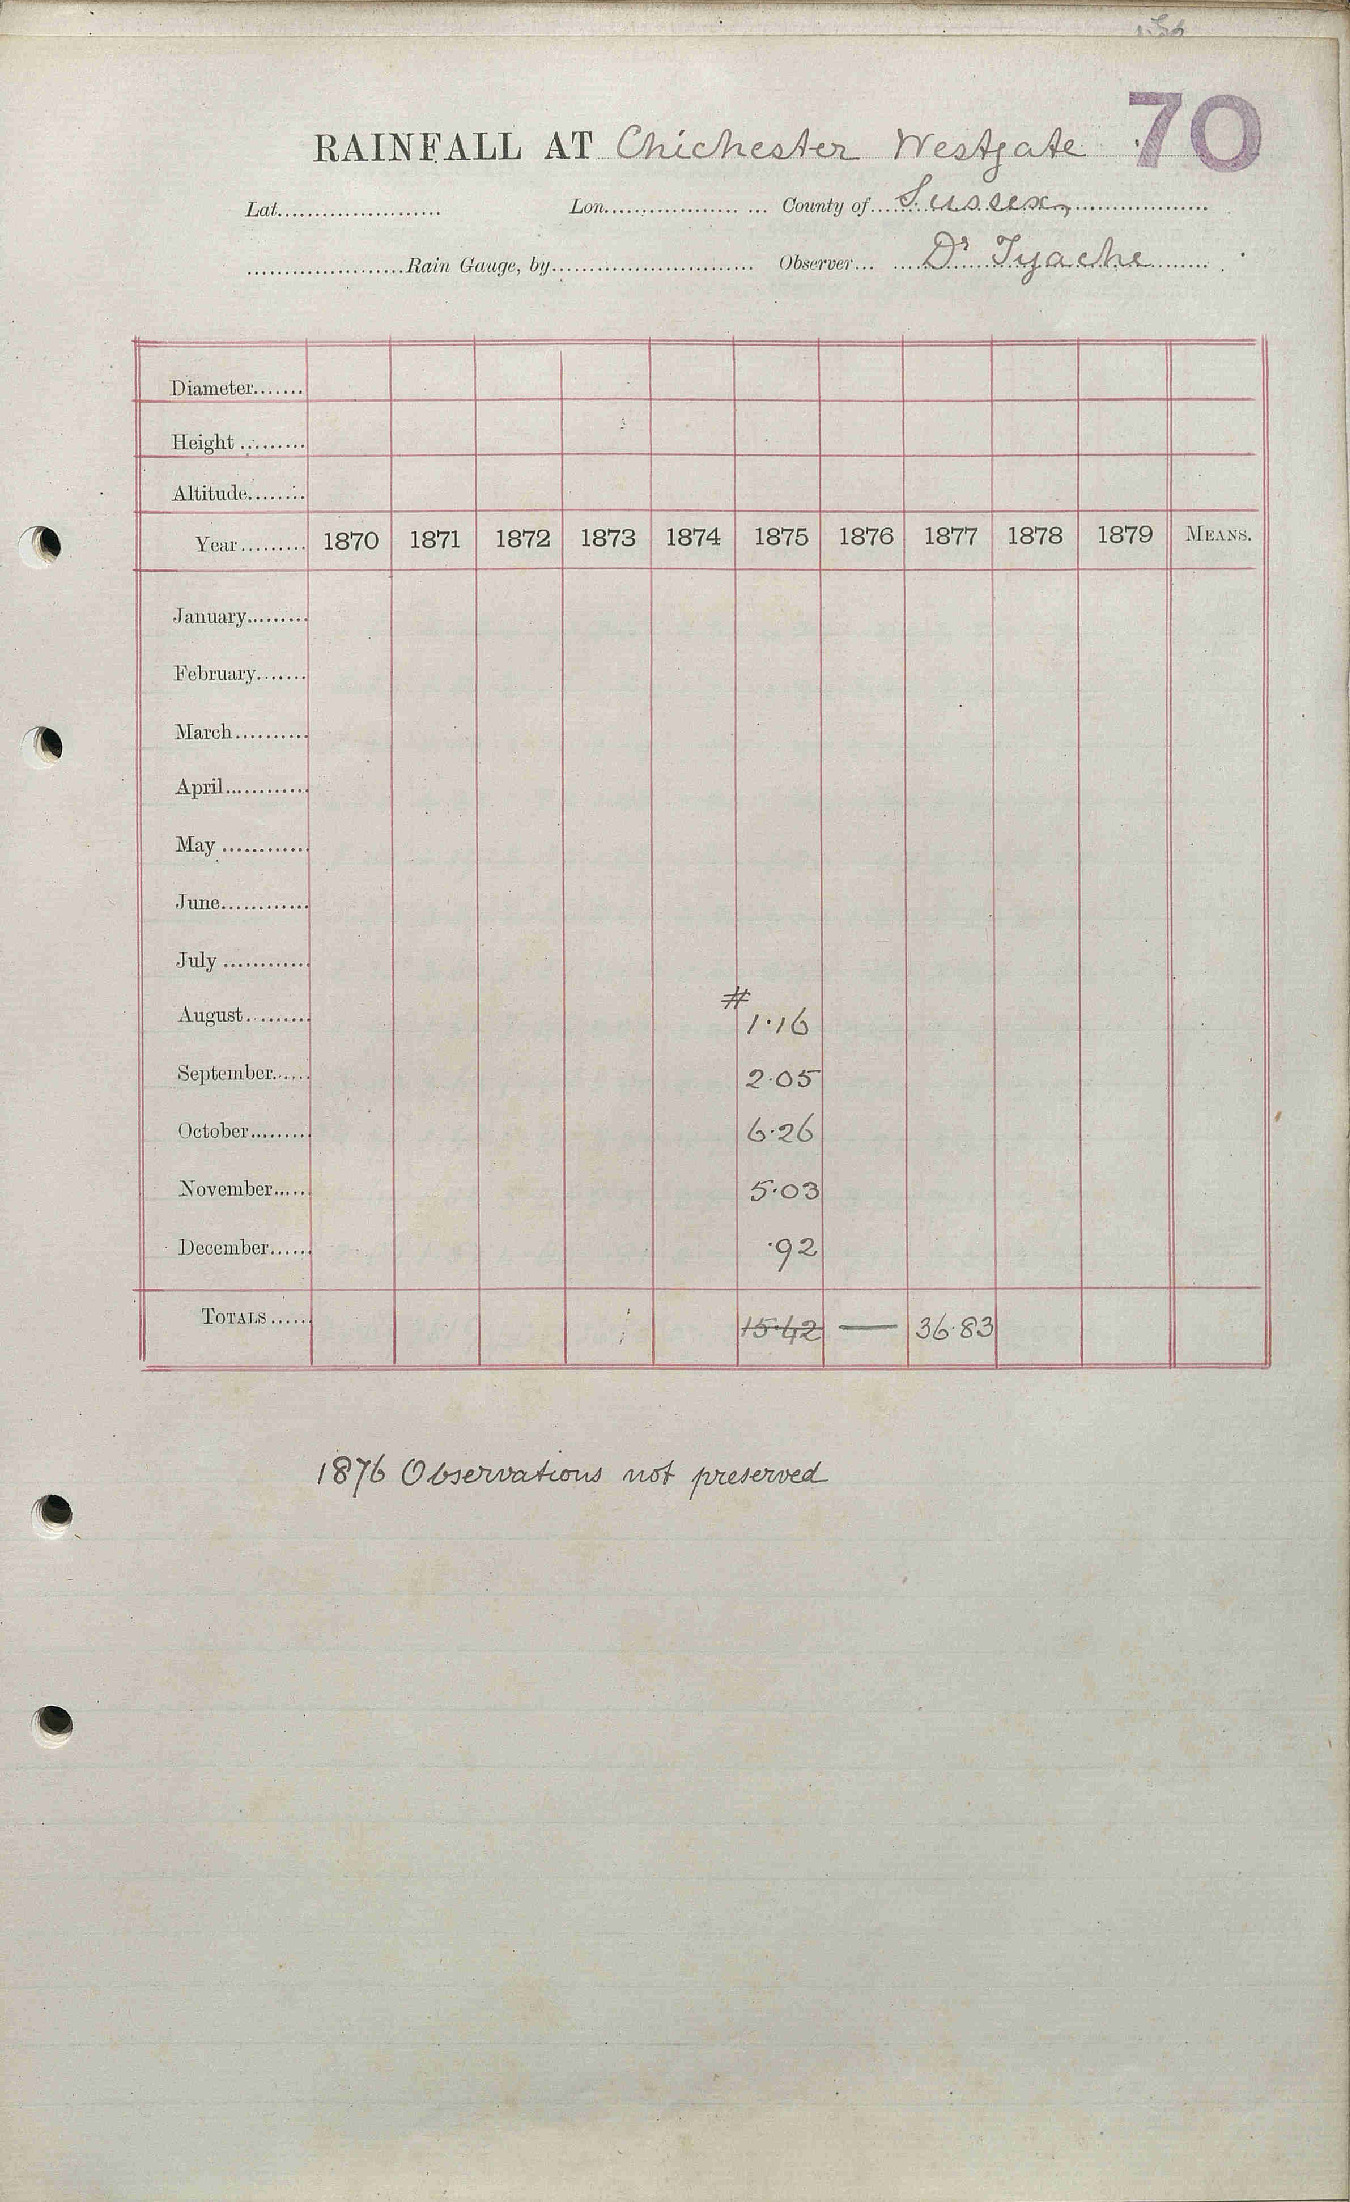 70
RAINFALL AT Chichester Westgate
Lat. Lon. County of Sussex
Rain Gauge, by Observer Dr Tyacke
Diameter
Height
Altitude
Year 1870 1871 1872 1873 1874 1875 1876 1877 1878 1879 MEANS.
January
February
March
April
May
June
July
August # 1.16
September 2.05
October 6.26
November 5.03
December .92
TOTALS 15.42 — 36.83
1876 Observations not preserved